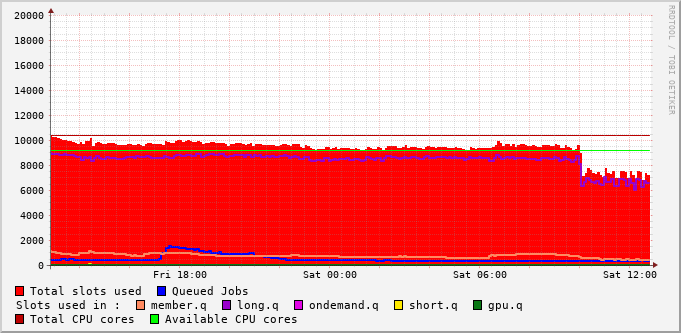 20000
18000
16000
14000
12000
10000
8000
6000
4000
2000
0
Fri 18:00 Sat 00:00 Sat 06:00 Sat 12:00
Total slots used Queued Jobs
Slots used in : member.q long.q ondemand.q short.q gpu.q
Total CPU cores Available CPU cores
RRDTOOL / TOBI OETIKER